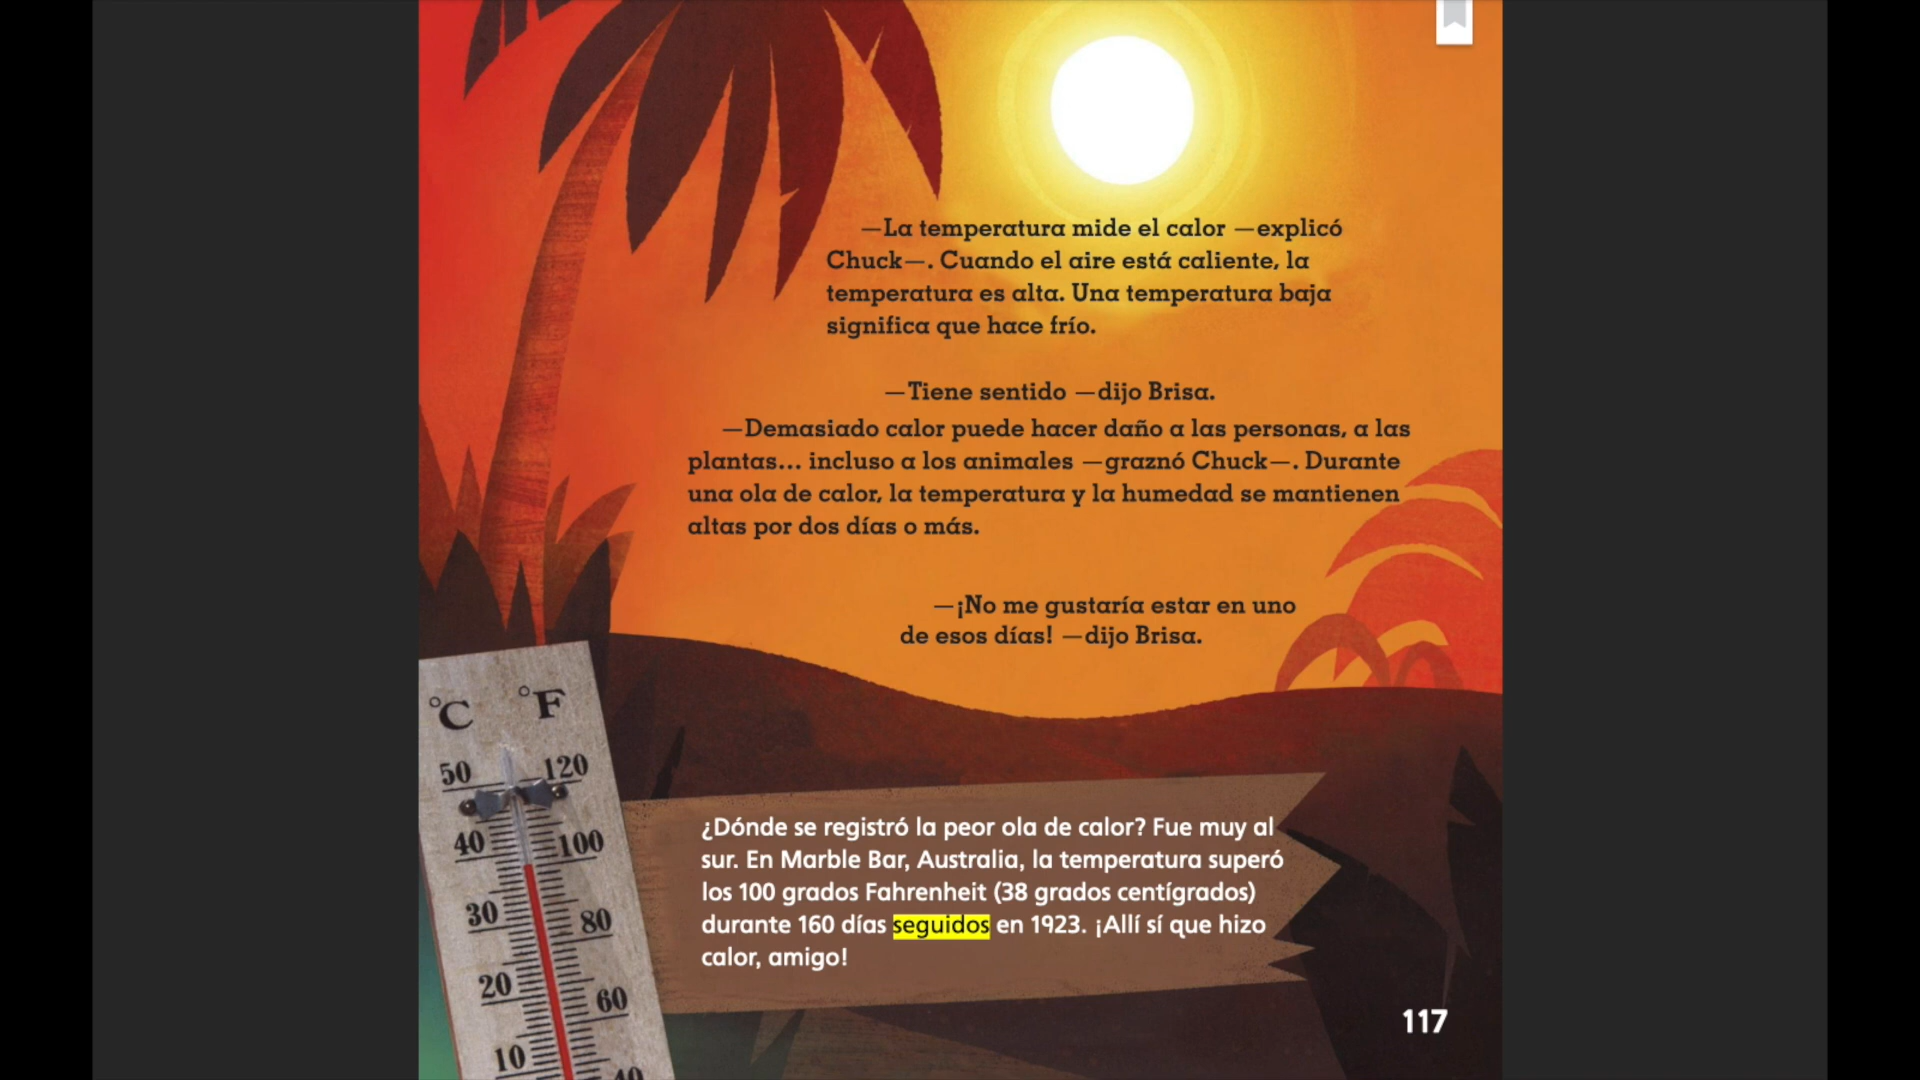 —La temperatura mide el calor —explicó
Chuck—. Cuando el aire está caliente, la
temperatura es alta. Una temperatura baja
significa que hace frío.
—Tiene sentido —dijo Brisa.
—Demasiado calor puede hacer daño a las personas, a las
plantas... incluso a los animales —graznó Chuck—. Durante
una ola de calor, la temperatura y la humedad se mantienen
altas por dos días o más.
—¡No me gustaría estar en uno
de esos días! —dijo Brisa.
°C °F
50 120
40 100
30 80
20 60
10 40
¿Dónde se registró la peor ola de calor? Fue muy al
sur. En Marble Bar, Australia, la temperatura superó
los 100 grados Fahrenheit (38 grados centígrados)
durante 160 días seguidos en 1923. ¡Allí sí que hizo
calor, amigo!
117